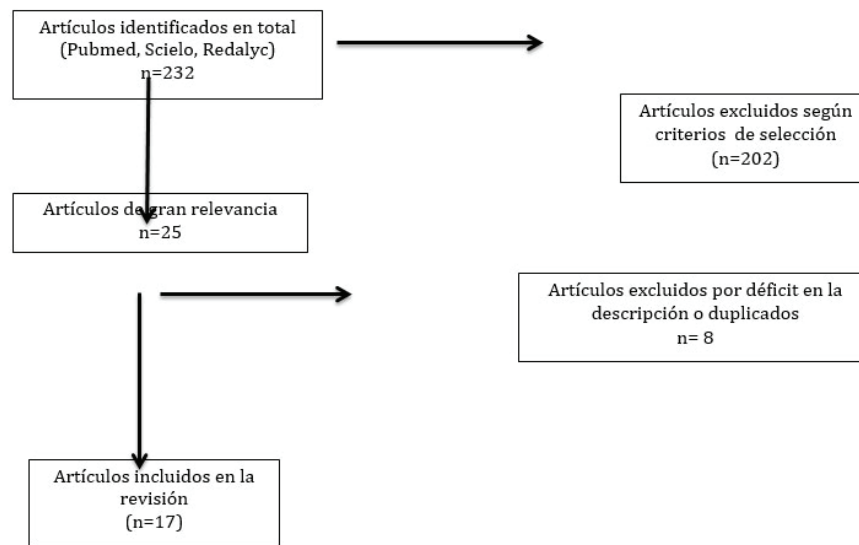 Artículos identificados en total
(Pubmed, Scielo, Redalyc)
n=232
Artículos excluidos según
criterios de selección
(n=202)
Artículos de gran relevancia
n=25
Artículos excluidos por déficit en la
descripción o duplicados
n= 8
Artículos incluidos en la
revisión
(n=17)